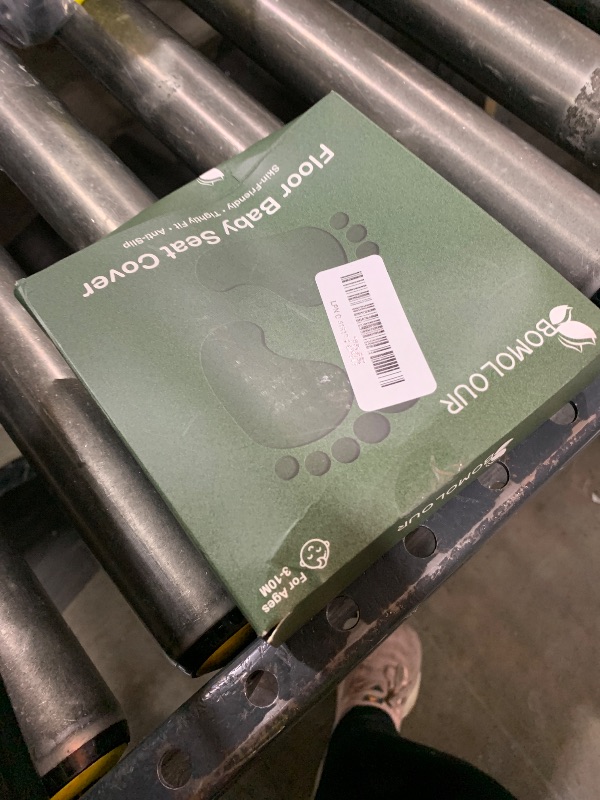 BOMOLOUR
Floor Baby Seat Cover
Skin-Friendly • Tightly Fit • Anti-Slip
For Ages
3-10M
BOMOLOUR